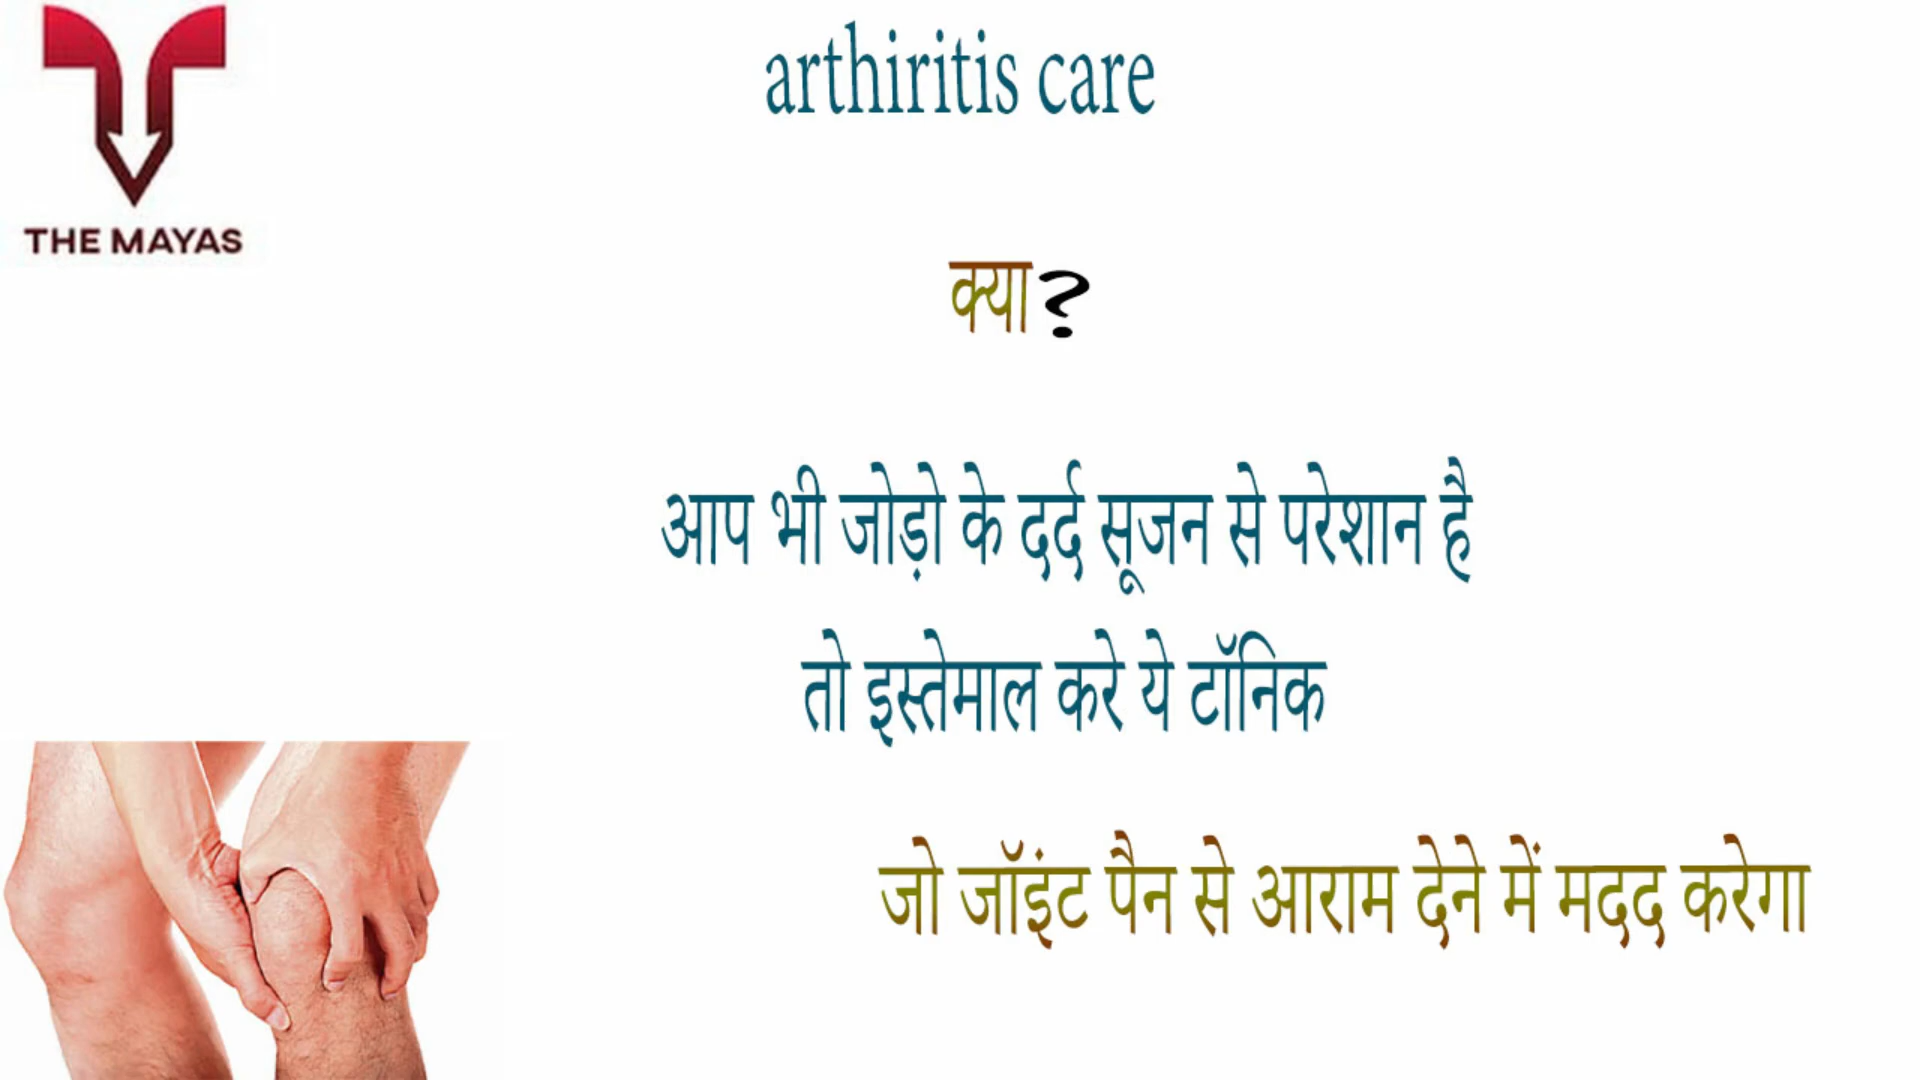 THE MAYAS
arthiritis care
क्या?
आप भी जोड़ो के दर्द सूजन से परेशान है
तो इस्तेमाल करे ये टॉनिक
जो जॉइंट पैन से आराम देने में मदद करेगा